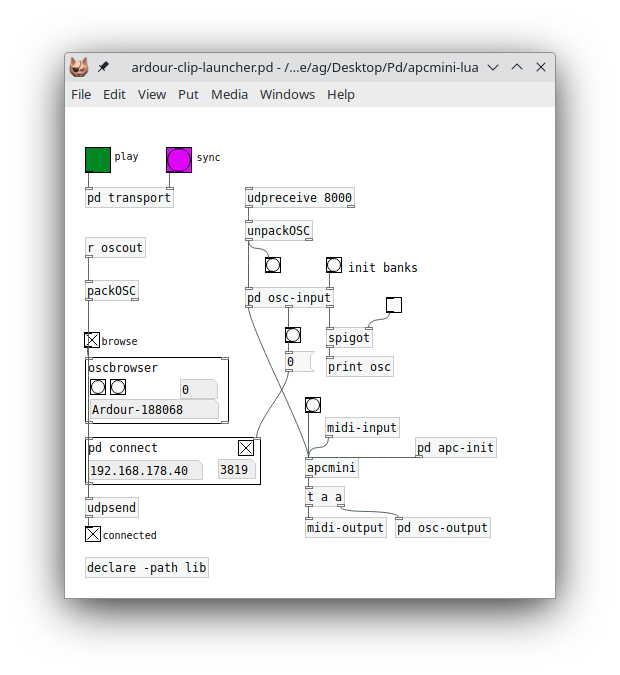 ardour-clip-launcher.pd - /...e/ag/Desktop/Pd/apcmini-lua
File Edit View Put Media Windows Help
play sync
pd transport
udpreceive 8000
unpackOSC
r oscout
init banks
packOSC
pd osc-input
browse
spigot
oscbrowser
0
print osc
0
Ardour-188068
midi-input
pd connect
pd apc-init
192.168.178.40 3819
apcmini
t a a
udpsend
midi-output pd osc-output
connected
declare -path lib